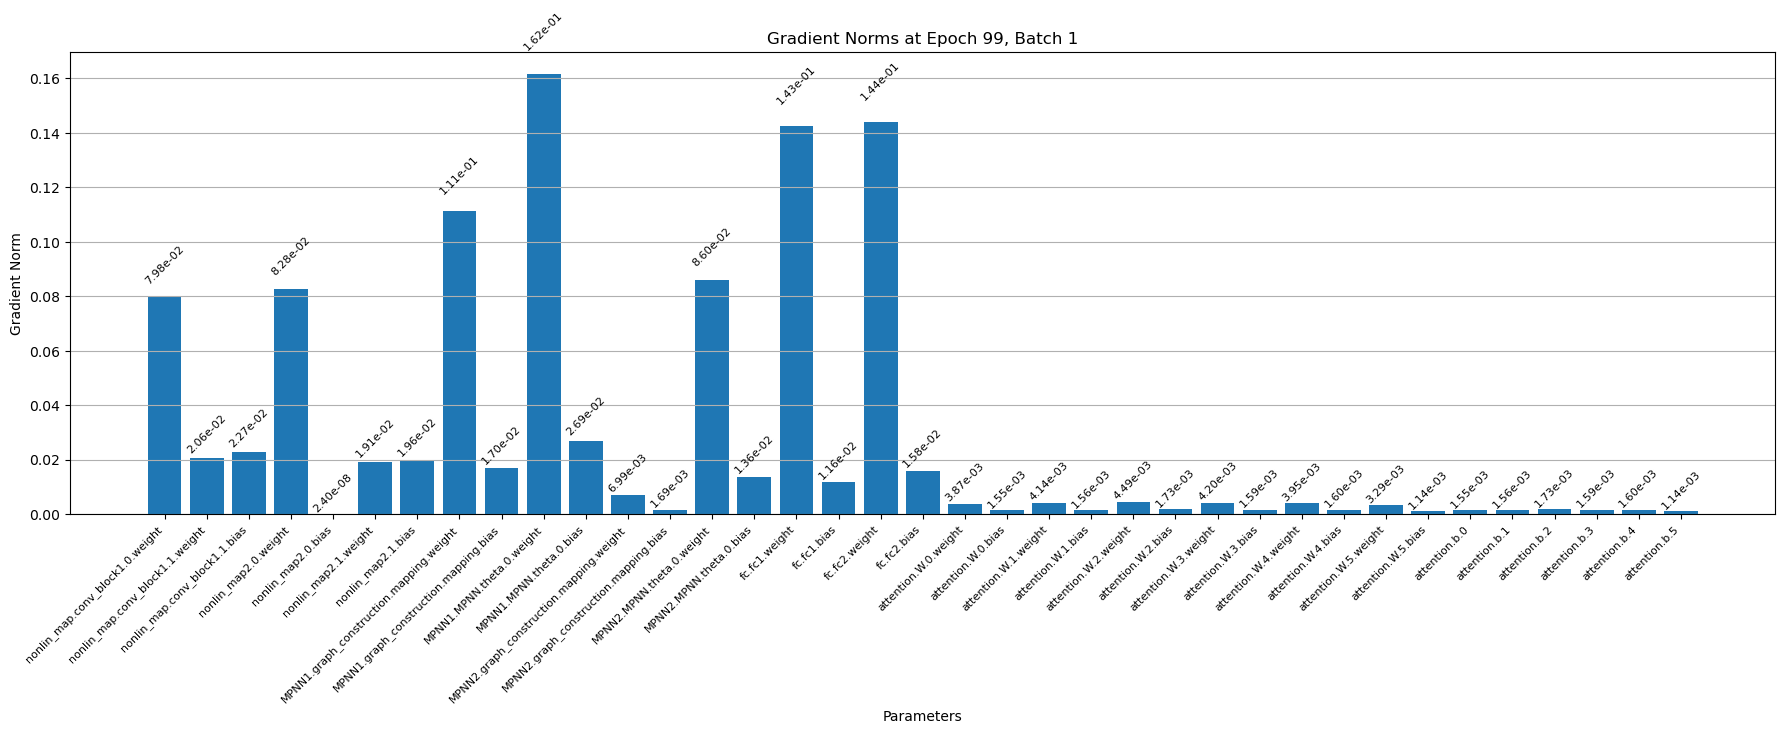 Gradient Norms at Epoch 99, Batch 1
Gradient Norm
0.16
0.14
0.12
0.10
0.08
0.06
0.04
0.02
0.00
7.98e-02
2.06e-02
2.27e-02
8.28e-02
2.40e-08
1.91e-02
1.96e-02
1.11e-01
1.70e-02
1.62e-01
2.69e-02
6.99e-03
1.69e-03
8.60e-02
1.36e-02
1.43e-01
1.16e-02
1.44e-01
1.58e-02
3.87e-03
1.55e-03
4.14e-03
1.56e-03
4.49e-03
1.73e-03
4.20e-03
1.59e-03
3.95e-03
1.60e-03
3.29e-03
1.14e-03
1.55e-03
1.56e-03
1.73e-03
1.59e-03
1.60e-03
1.14e-03
nonlin_map.conv_block1.0.weight
nonlin_map.conv_block1.1.weight
nonlin_map.conv_block1.1.bias
nonlin_map2.0.weight
nonlin_map2.0.bias
nonlin_map2.1.weight
nonlin_map2.1.bias
MPNN1.graph_construction.mapping.weight
MPNN1.graph_construction.mapping.bias
MPNN1.MPNN.theta.0.weight
MPNN1.MPNN.theta.0.bias
MPNN2.graph_construction.mapping.weight
MPNN2.graph_construction.mapping.bias
MPNN2.MPNN.theta.0.weight
MPNN2.MPNN.theta.0.bias
fc.fc1.weight
fc.fc1.bias
fc.fc2.weight
fc.fc2.bias
attention.W.0.weight
attention.W.0.bias
attention.W.1.weight
attention.W.1.bias
attention.W.2.weight
attention.W.2.bias
attention.W.3.weight
attention.W.3.bias
attention.W.4.weight
attention.W.4.bias
attention.W.5.weight
attention.W.5.bias
attention.b.0
attention.b.1
attention.b.2
attention.b.3
attention.b.4
attention.b.5
Parameters